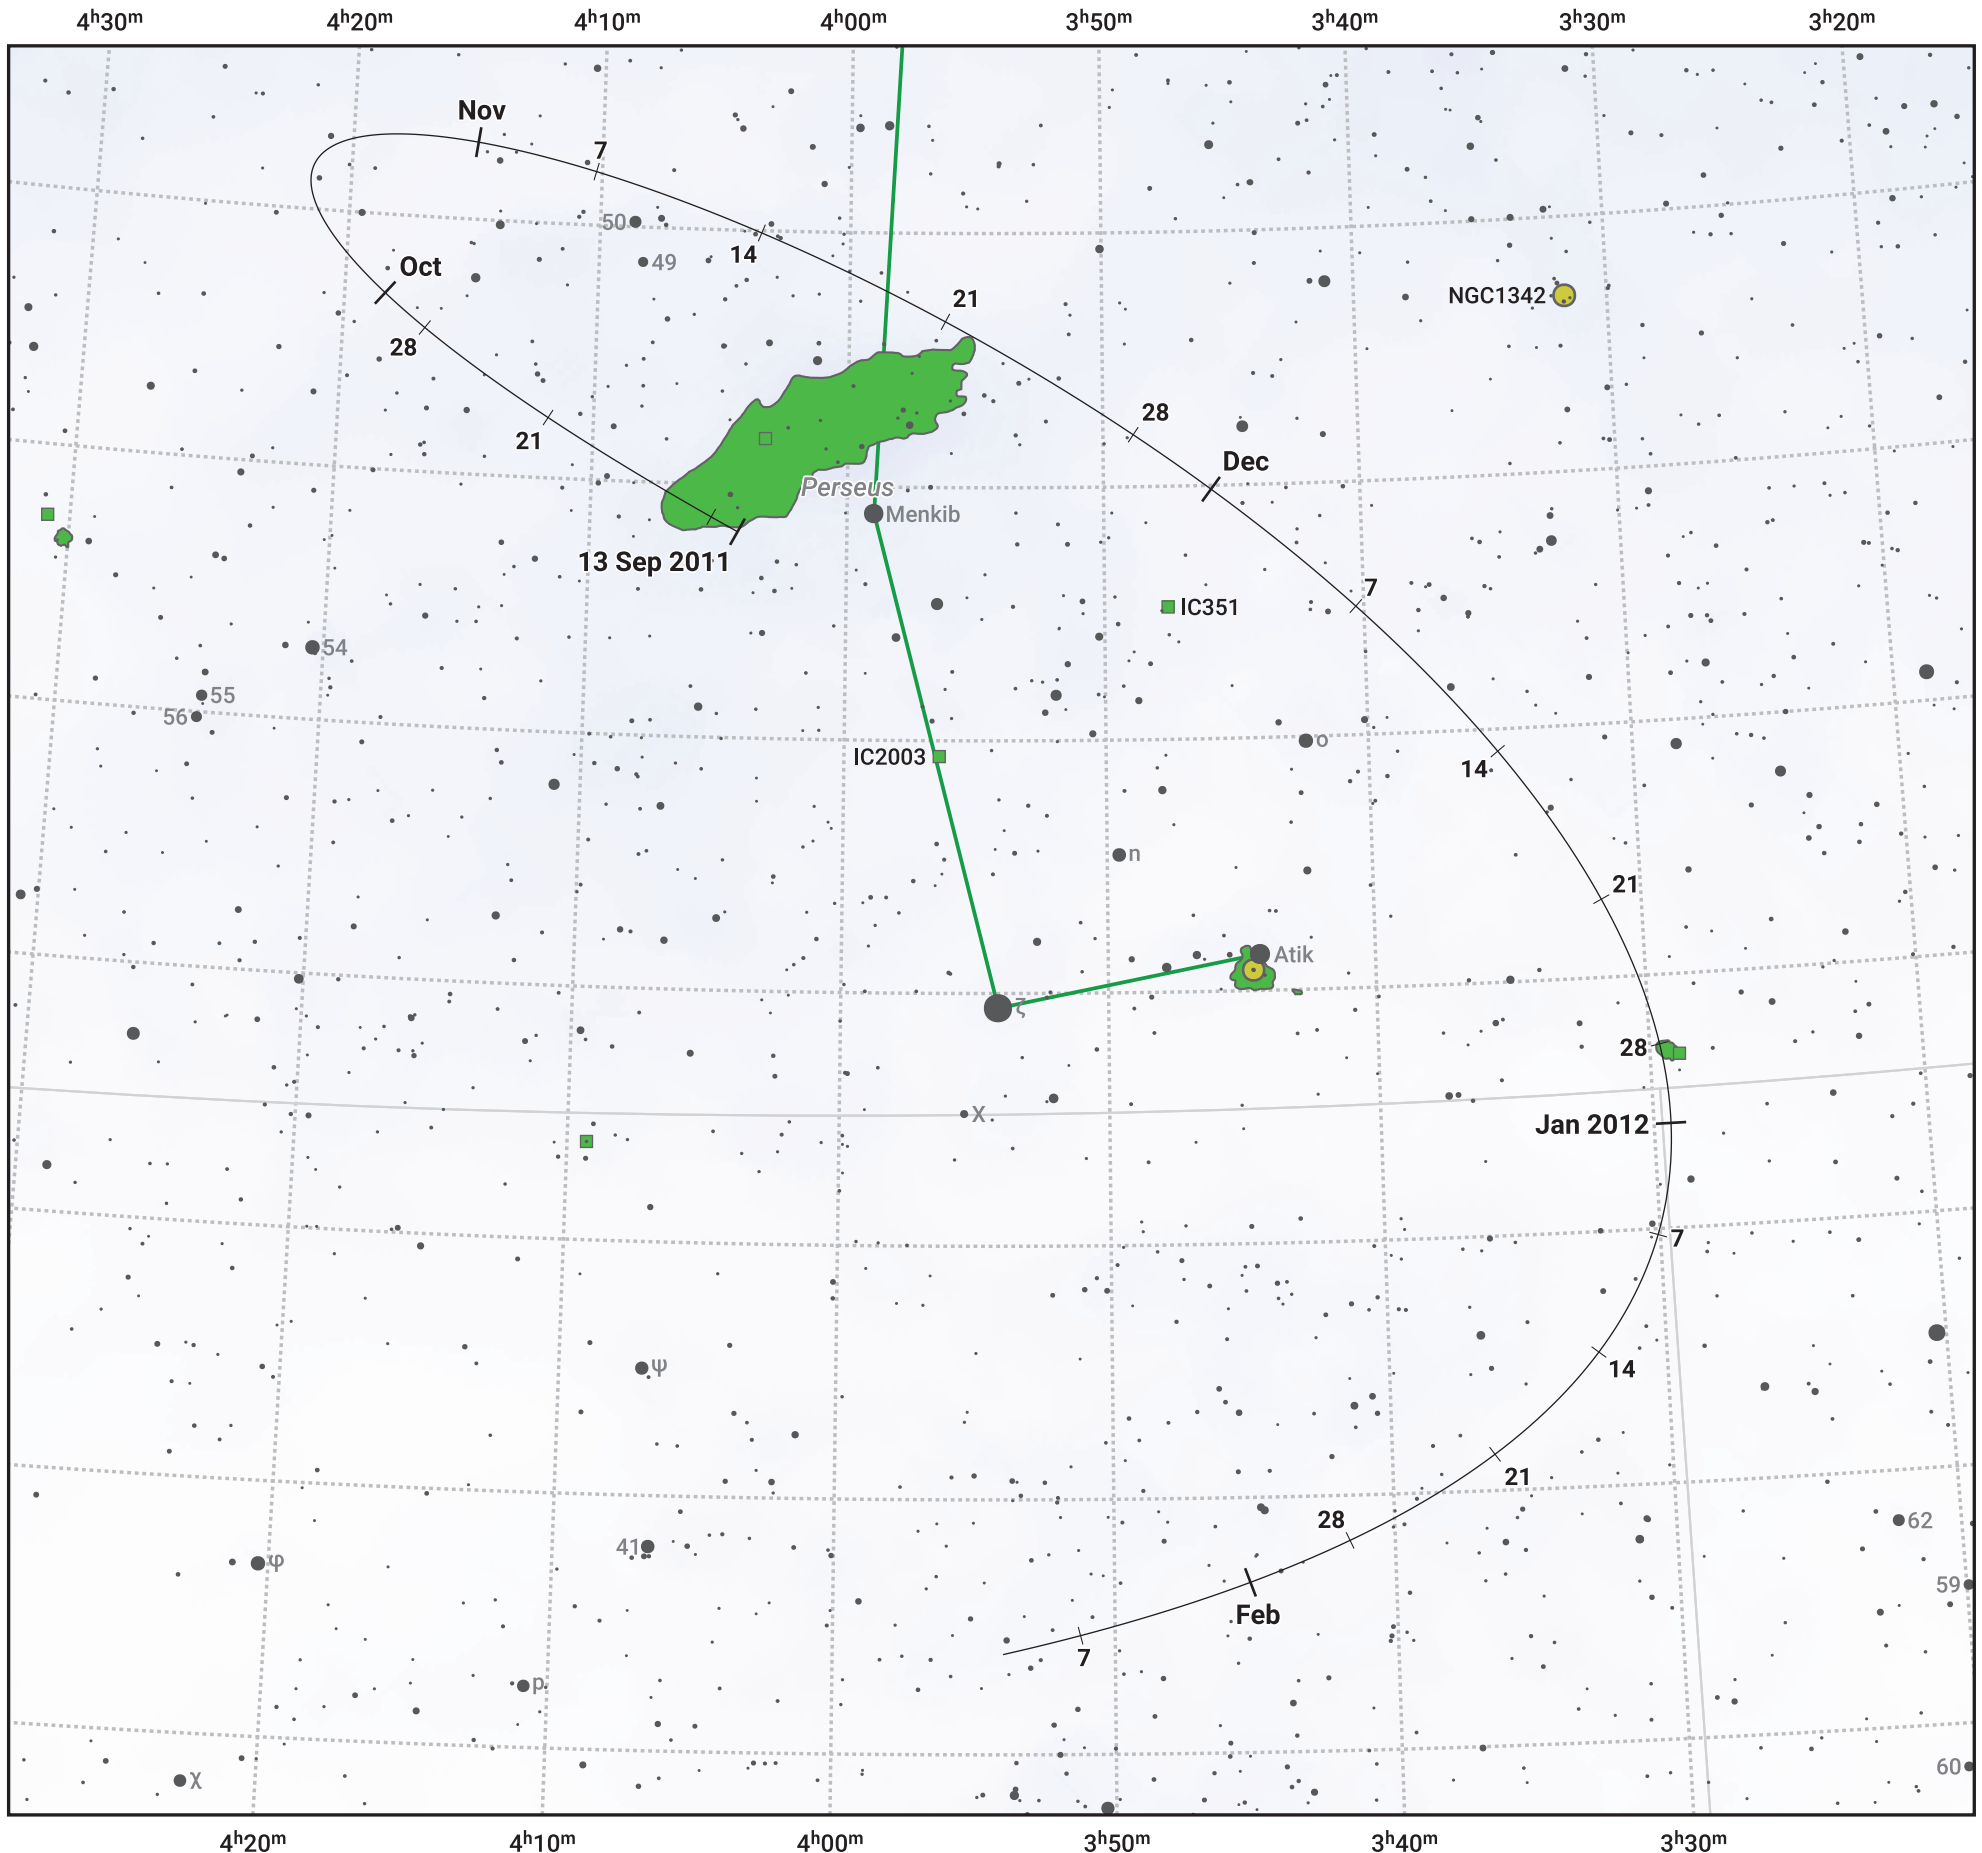 4ʰ30ᵐ 4ʰ20ᵐ 4ʰ10ᵐ 4ʰ00ᵐ 3ʰ50ᵐ 3ʰ40ᵐ 3ʰ30ᵐ 3ʰ20ᵐ
Nov
7
50
14
49
Oct
21
NGC1342
28
28
21
Dec
Perseus
Menkib
13 Sep 2011
7
IC351
54
55
56
o
IC2003
14
n
21
Atik
ζ
28
X
Jan 2012
7
ψ
14
21
28
62
41
φ
59
Feb
7
p
60
χ
4ʰ20ᵐ 4ʰ10ᵐ 4ʰ00ᵐ 3ʰ50ᵐ 3ʰ40ᵐ 3ʰ30ᵐ